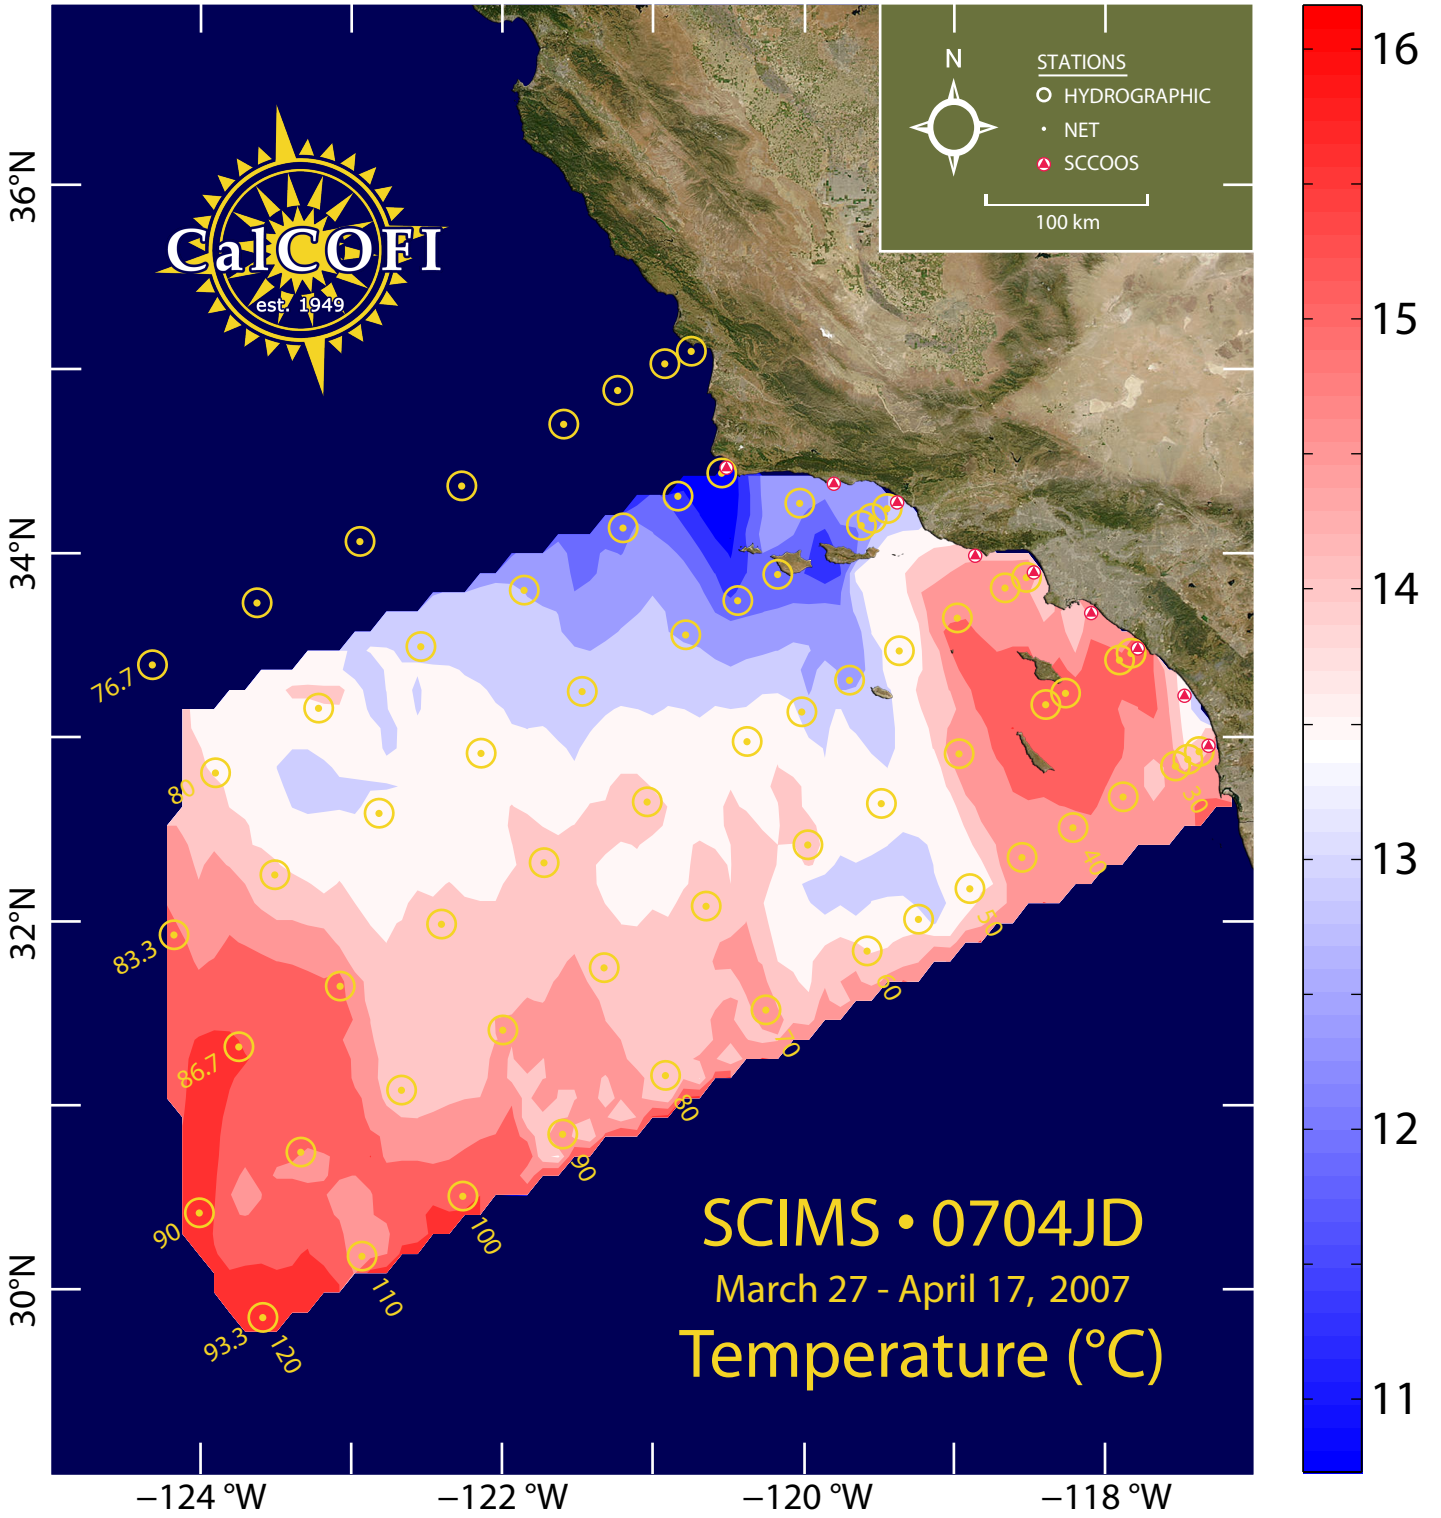 N
STATIONS
HYDROGRAPHIC
NET
SCCOOS
100 km
CalCOFI
est. 1949
36°N
34°N
32°N
30°N
76.7
80
83.3
86.7
90
93.3
30
40
50
60
70
80
90
100
110
120
SCIMS • 0704JD
March 27 - April 17, 2007
Temperature (°C)
−124 °W
−122 °W
−120 °W
−118 °W
16
15
14
13
12
11